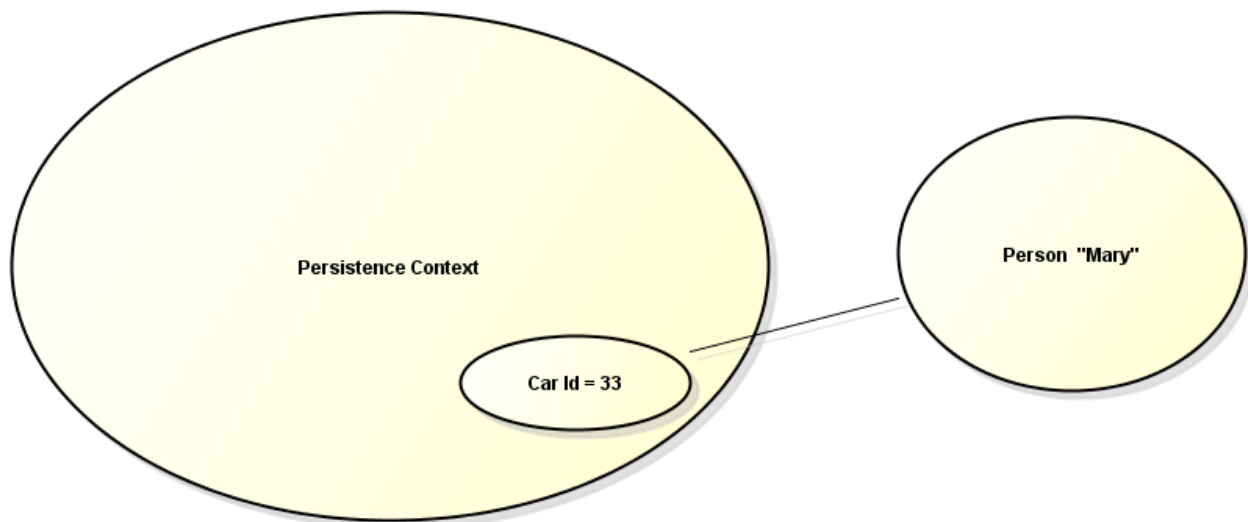 Persistence Context
Person "Mary"
Car Id = 33